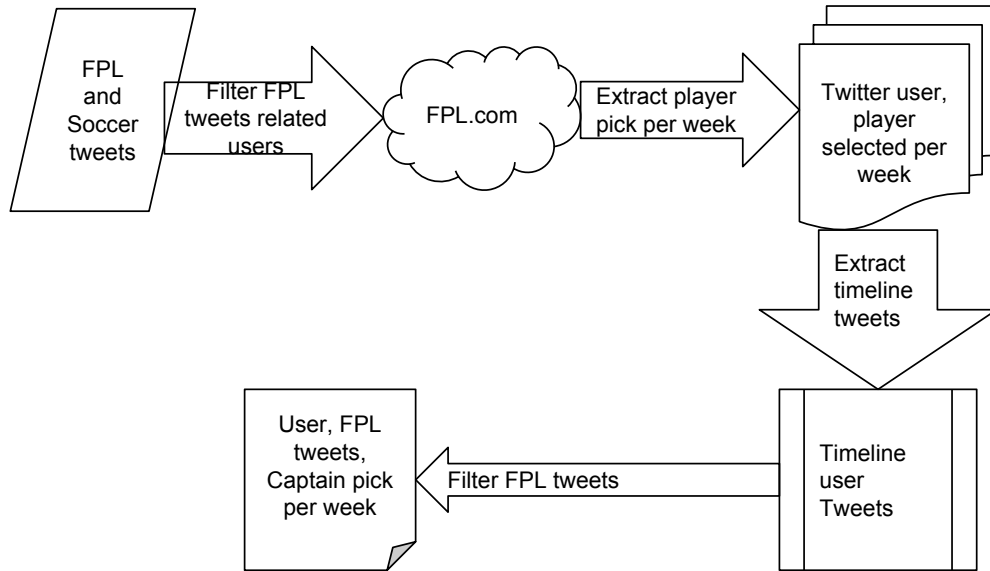 FPL
and
Soccer
tweets
Filter FPL
tweets related
users
FPL.com
Extract player
pick per week
Twitter user,
player
selected per
week
Extract
timeline
tweets
Timeline
user
Tweets
Filter FPL tweets
User, FPL
tweets,
Captain pick
per week